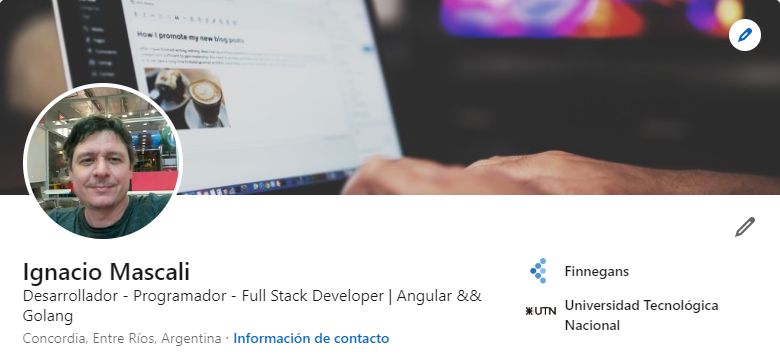 How I promote my new blog posts
Ignacio Mascali
Desarrollador - Programador - Full Stack Developer | Angular &&
Golang
Concordia, Entre Ríos, Argentina · Información de contacto
Finnegans
UTN
Universidad Tecnológica
Nacional